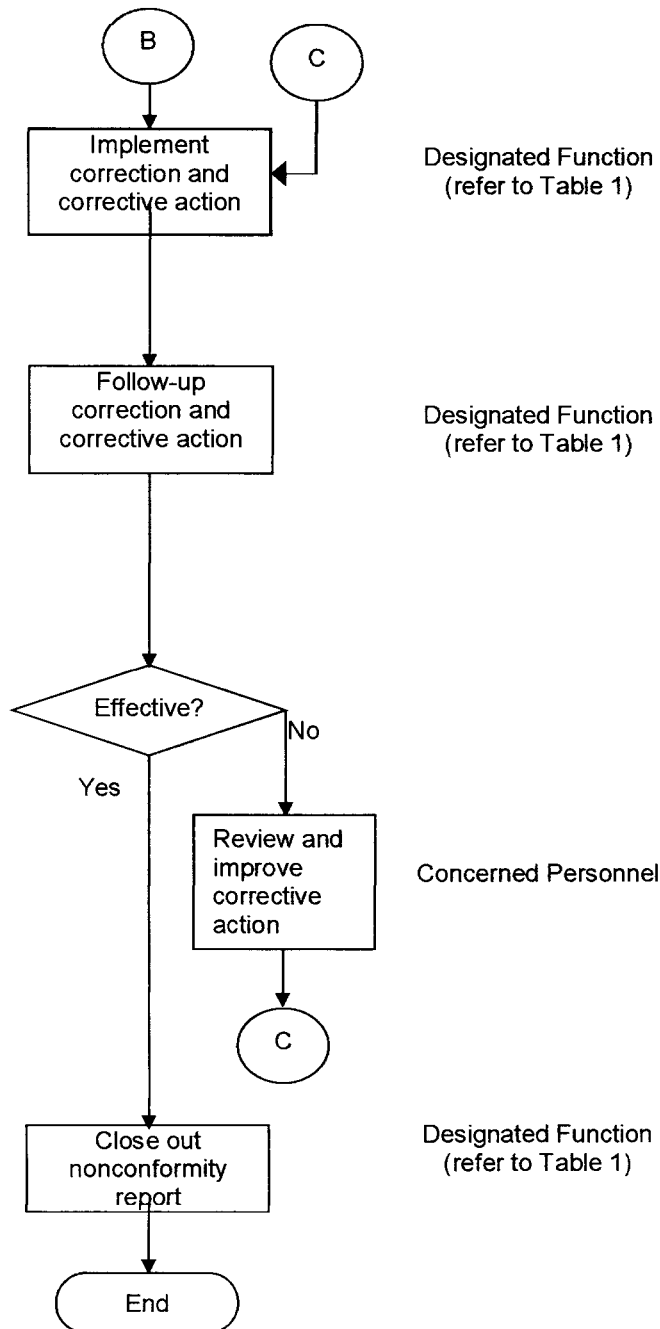 B
C
Implement
correction and
corrective action
Designated Function
(refer to Table 1)
Follow-up
correction and
corrective action
Designated Function
(refer to Table 1)
Effective?
No
Yes
Review and
improve
corrective
action
Concerned Personnel
C
Close out
nonconformity
report
Designated Function
(refer to Table 1)
End